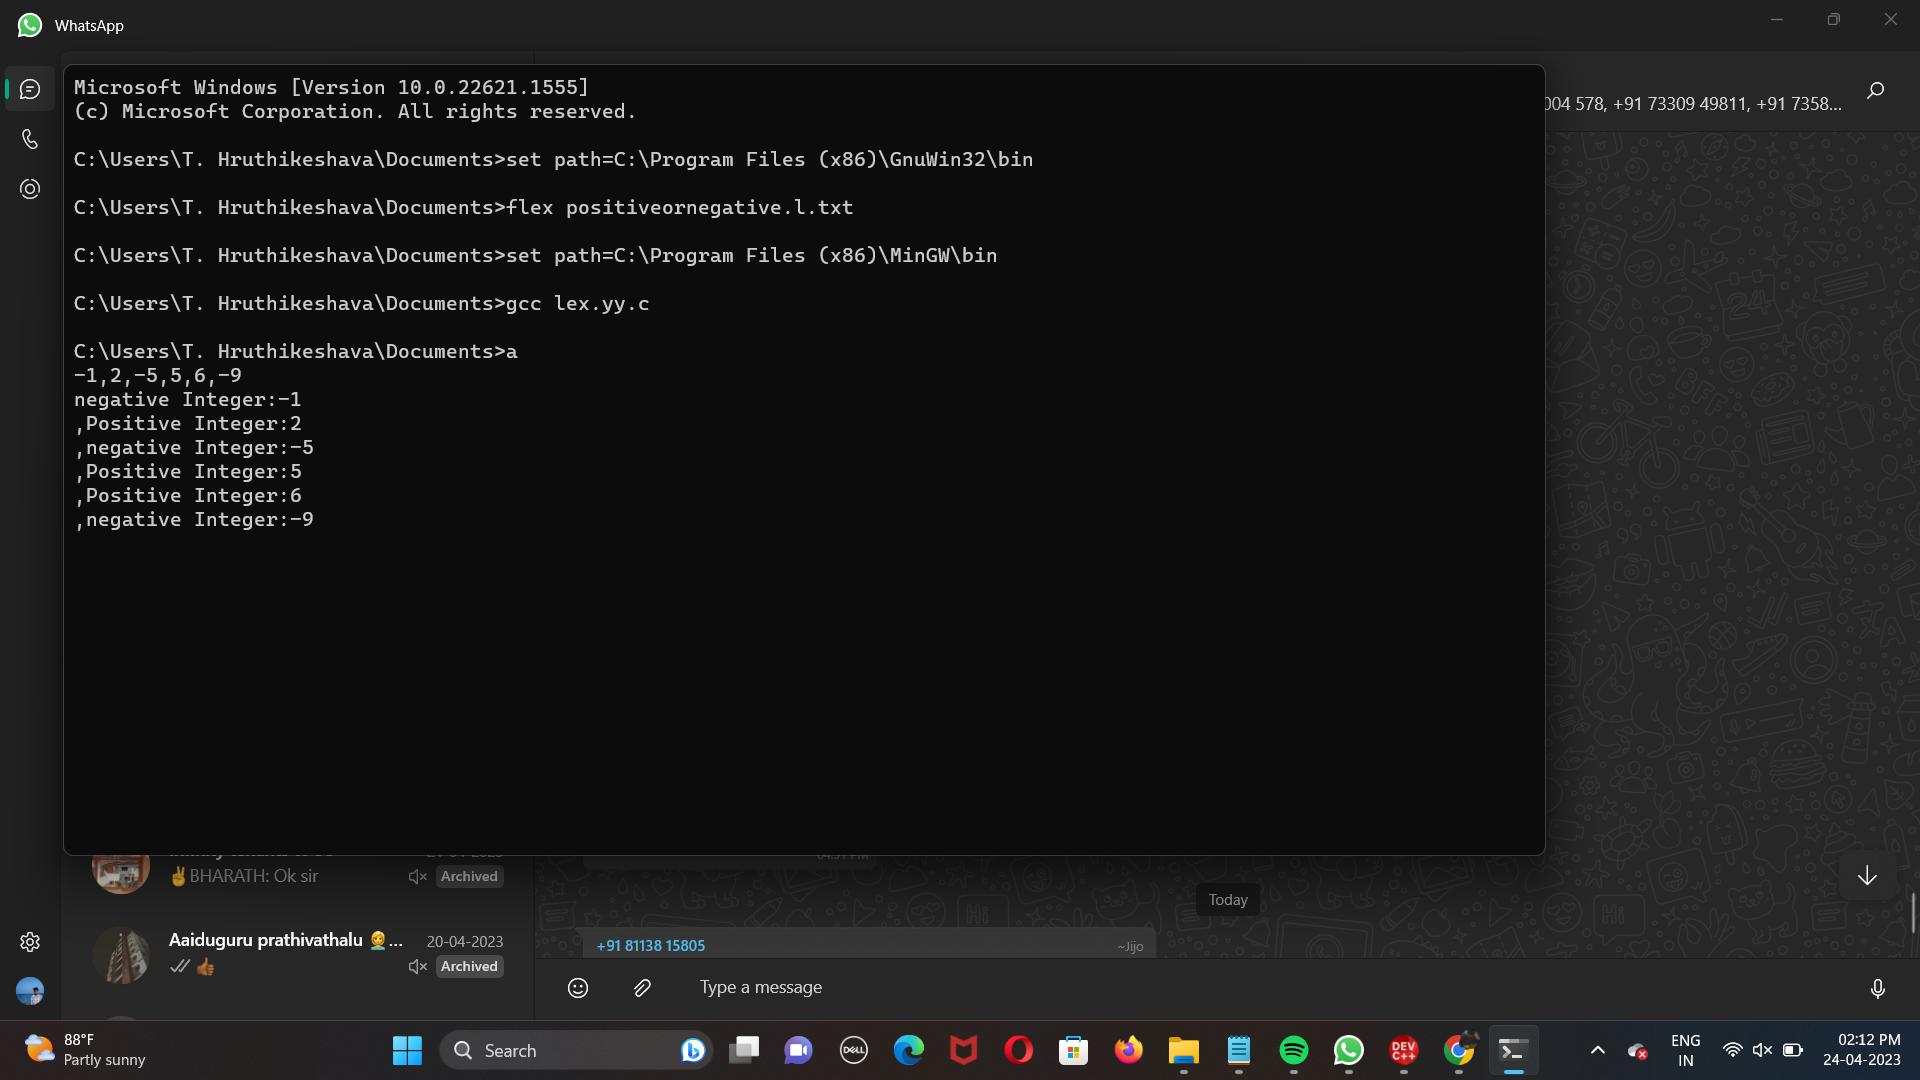 WhatsApp
Microsoft Windows [Version 10.0.22621.1555]
(c) Microsoft Corporation. All rights reserved.
C:\Users\T. Hruthikeshava\Documents>set path=C:\Program Files (x86)\GnuWin32\bin
C:\Users\T. Hruthikeshava\Documents>flex positiveornegative.l.txt
C:\Users\T. Hruthikeshava\Documents>set path=C:\Program Files (x86)\MinGW\bin
C:\Users\T. Hruthikeshava\Documents>gcc lex.yy.c
C:\Users\T. Hruthikeshava\Documents>a
-1,2,-5,5,6,-9
negative Integer:-1
,Positive Integer:2
,negative Integer:-5
,Positive Integer:5
,Positive Integer:6
,negative Integer:-9
004 578, +91 73309 49811, +91 7358...
✌BHARATH: Ok sir
Archived
Aaiduguru prathivathalu 🤦... 20-04-2023
👍 Archived
Today
+91 81138 15805 ~Jijo
Type a message
88°F
Partly sunny
Search
DELL
DEV
C++
ENG
IN
02:12 PM
24-04-2023